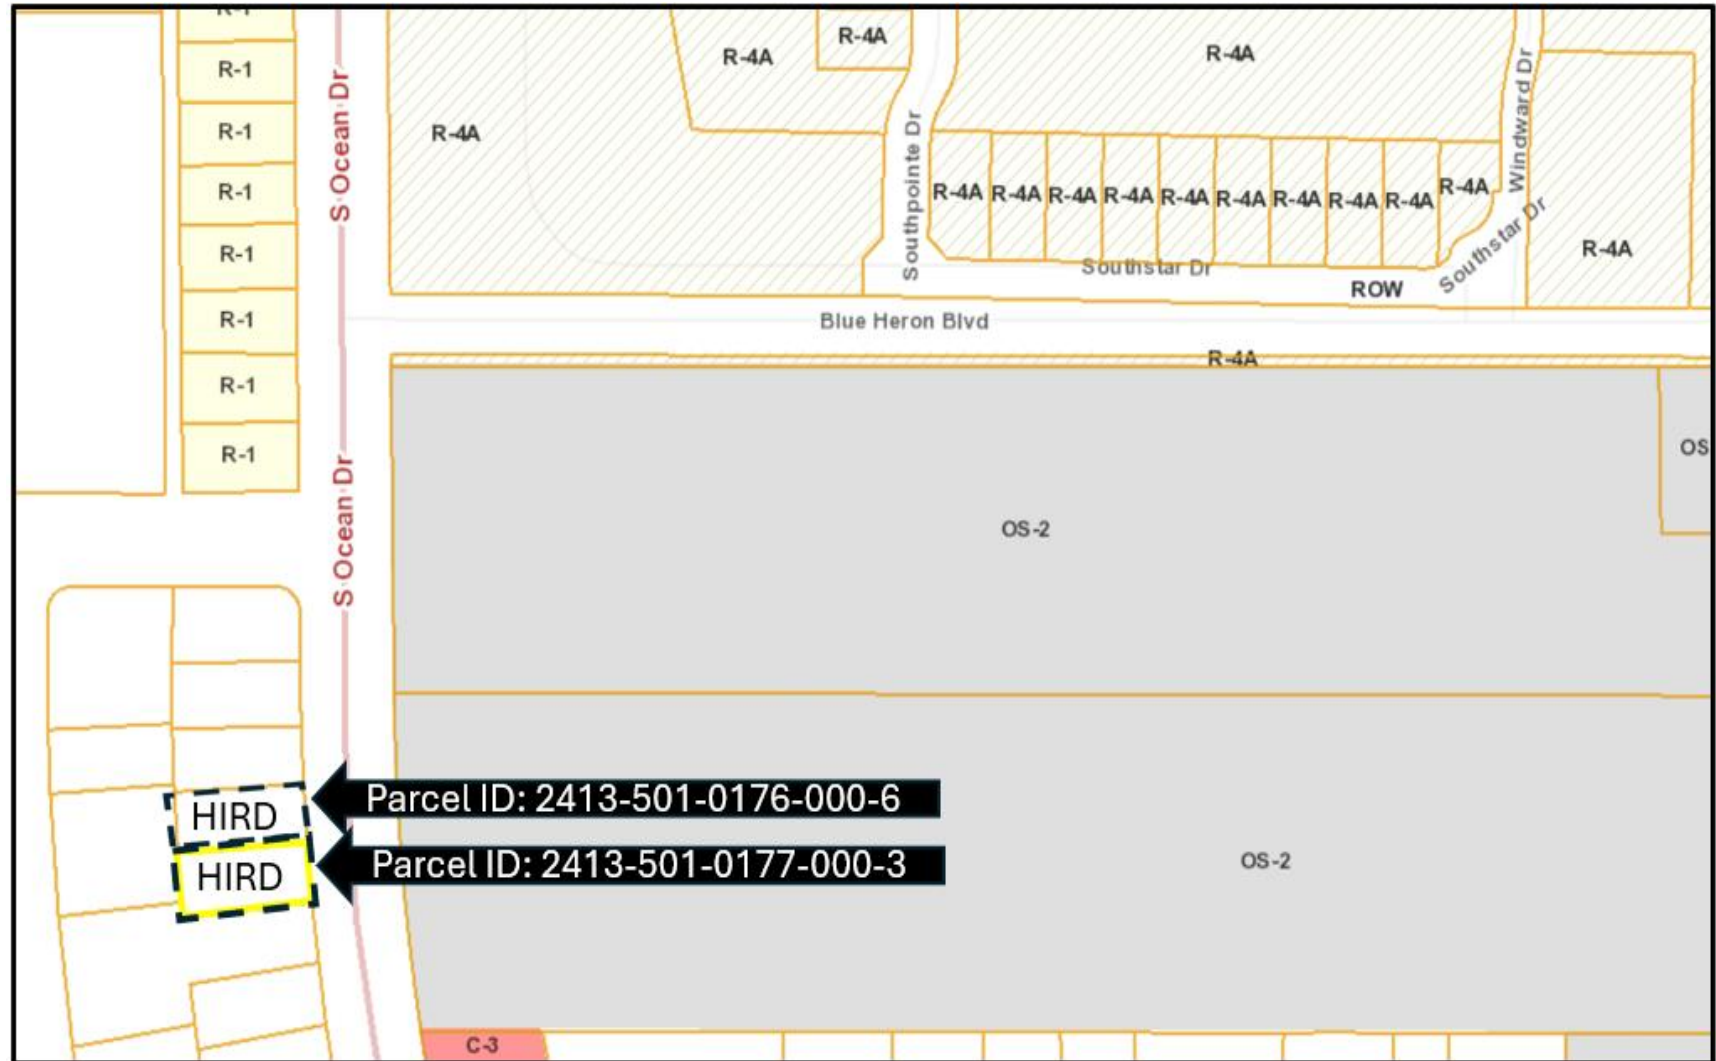 R-1
R-4A
R-4A
R-4A
R-1
R-4A
R-1
R-4A
S Ocean Dr
Southpointe Dr
Windward Dr
R-1
R-4A
R-4A
R-4A
R-4A
R-4A
R-4A
R-4A
R-4A
R-4A
R-4A
R-1
R-4A
Southstar Dr
Southstar Dr
ROW
R-1
Blue Heron Blvd
R-4A
R-1
R-1
OS
S Ocean Dr
OS-2
Parcel ID: 2413-501-0176-000-6
HIRD
Parcel ID: 2413-501-0177-000-3
HIRD
OS-2
C-3